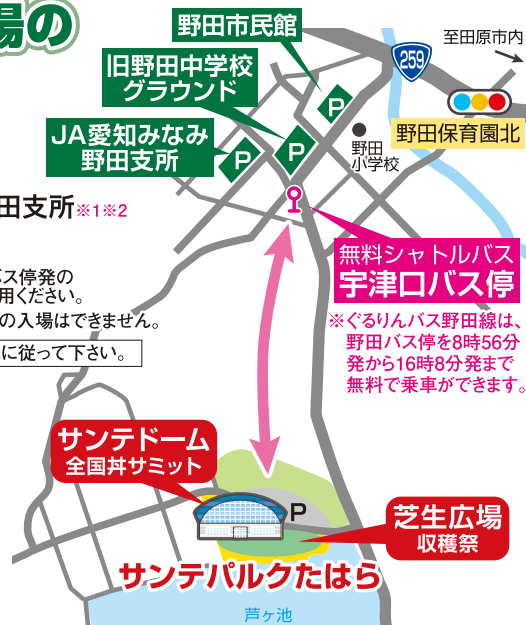 場の
野田市民館
至田原市内
259
旧野田中学校
グラウンド
P
P
JA愛知みなみ
野田支所
P
野田保育園北
野田
小学校
田支所※1※2
無料シャトルバス
宇津口バス停
ス停発の
用ください。
の入場はできません。
に従って下さい。
※ぐるりんバス野田線は、
野田バス停を8時56分
発から16時8分発まで
無料で乗車ができます。
サンテドーム
全国丼サミット
P
芝生広場
収穫祭
サンテパルクたはら
芦ヶ池